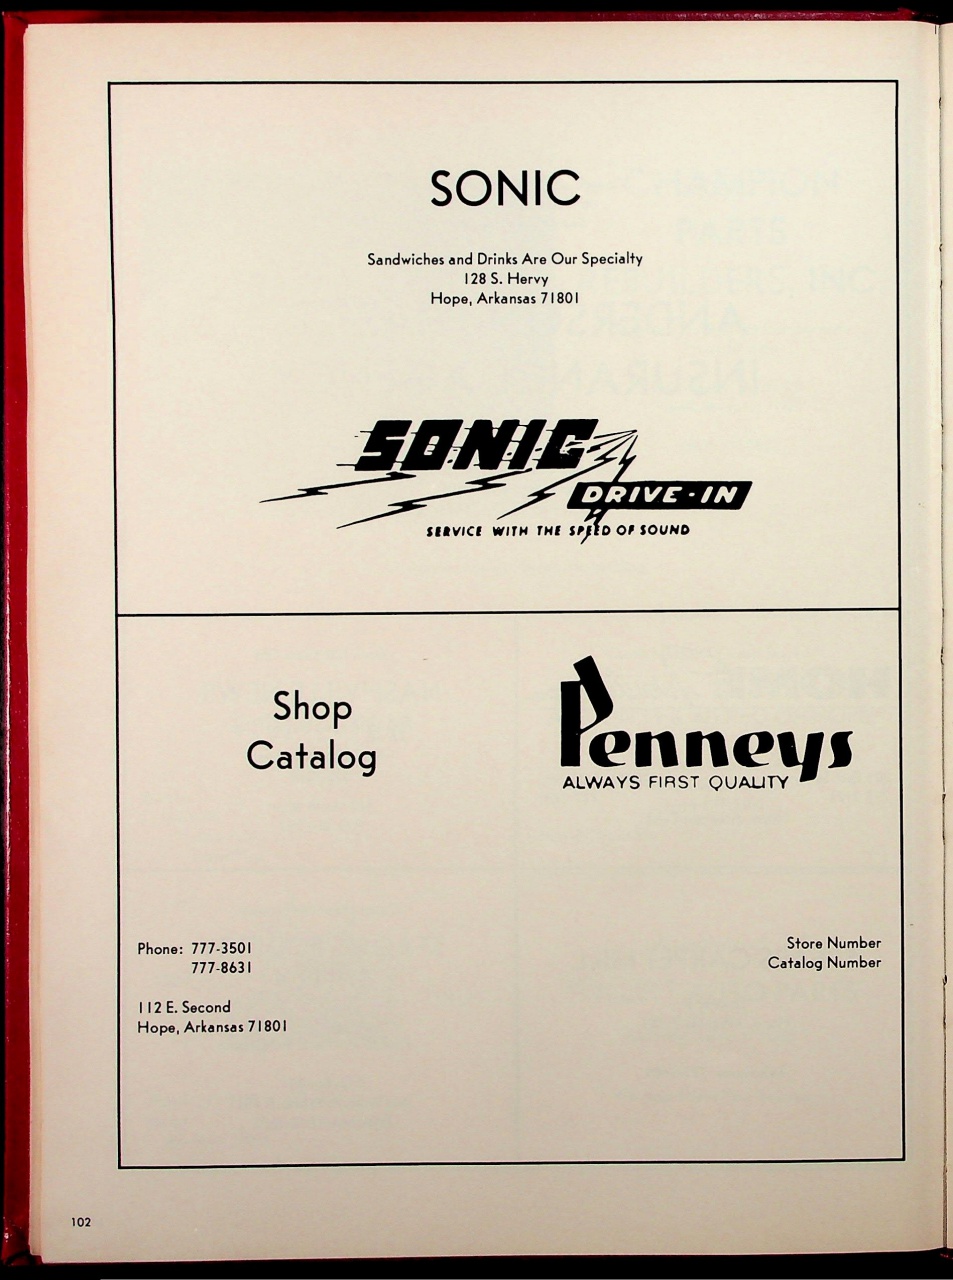 SONIC
Sandwiches and Drinks Are Our Specialty
128 S. Hervy
Hope, Arkansas 71801
SONIC
DRIVE-IN
SERVICE WITH THE SPEED OF SOUND
Shop
Catalog
Penneys
ALWAYS FIRST QUALITY
Phone: 777-3501
777-8631
112 E. Second
Hope, Arkansas 71801
Store Number
Catalog Number
102